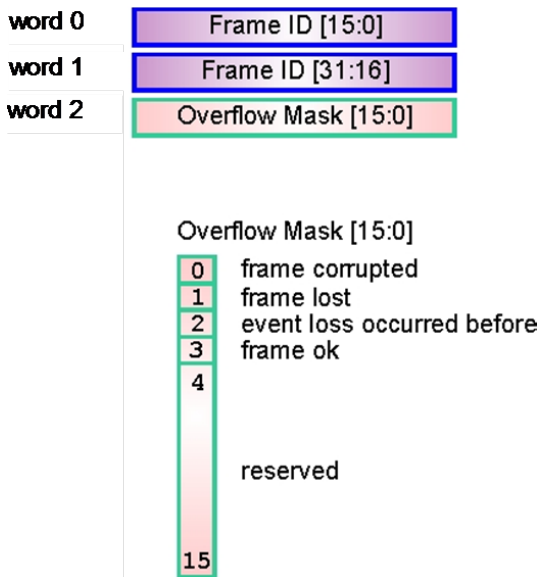 word 0 Frame ID [15:0]
word 1 Frame ID [31:16]
word 2 Overflow Mask [15:0]
Overflow Mask [15:0]
0 frame corrupted
1 frame lost
2 event loss occurred before
3 frame ok
4
reserved
15